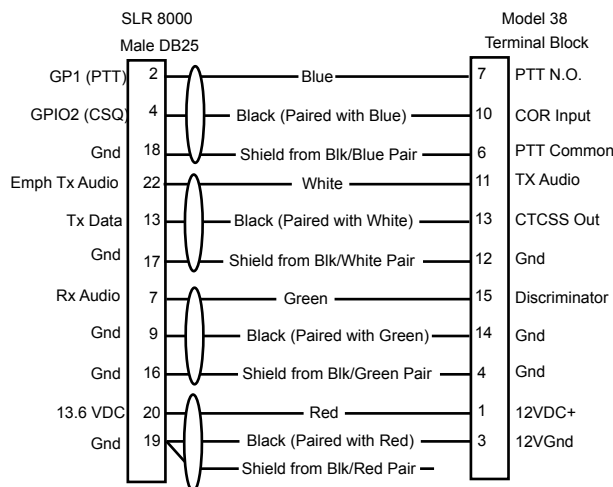 SLR 8000 Model 38
Male DB25 Terminal Block
GP1 (PTT) 2 Blue 7 PTT N.O.
GPIO2 (CSQ) 4 Black (Paired with Blue) 10 COR Input
Gnd 18 Shield from Blk/Blue Pair 6 PTT Common
Emph Tx Audio 22 White 11 TX Audio
Tx Data 13 Black (Paired with White) 13 CTCSS Out
Gnd 17 Shield from Blk/White Pair 12 Gnd
Rx Audio 7 Green 15 Discriminator
Gnd 9 Black (Paired with Green) 14 Gnd
Gnd 16 Shield from Blk/Green Pair 4 Gnd
13.6 VDC 20 Red 1 12VDC+
Gnd 19 Black (Paired with Red) 3 12VGnd
Shield from Blk/Red Pair